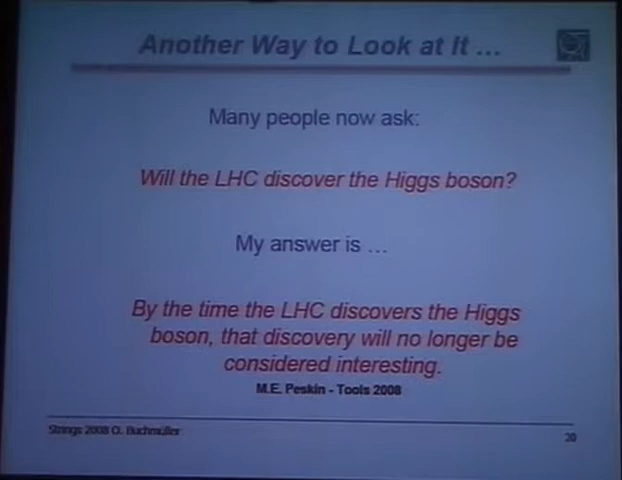 Another Way to Look at It ...
Many people now ask:
Will the LHC discover the Higgs boson?
My answer is ...
By the time the LHC discovers the Higgs
boson, that discovery will no longer be
considered interesting.
M.E. Peskin - Tools 2008
Strings 2008 O. Buchmüller
20